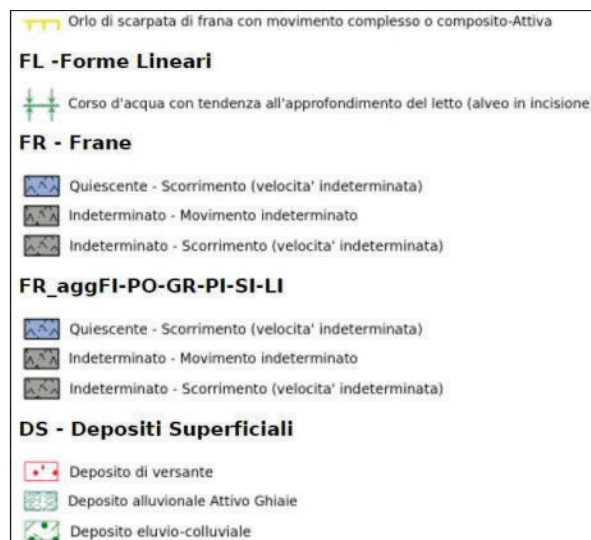 Orlo di scarpata di frana con movimento complesso o composito-Attiva
FL -Forme Lineari
Corso d'acqua con tendenza all'approfondimento del letto (alveo in incisione)
FR - Frane
Quiescente - Scorrimento (velocita' indeterminata)
Indeterminato - Movimento indeterminato
Indeterminato - Scorrimento (velocita' indeterminata)
FR_aggFI-PO-GR-PI-SI-LI
Quiescente - Scorrimento (velocita' indeterminata)
Indeterminato - Movimento indeterminato
Indeterminato - Scorrimento (velocita' indeterminata)
DS - Depositi Superficiali
Deposito di versante
Deposito alluvionale Attivo Ghiaie
Deposito eluvio-colluviale